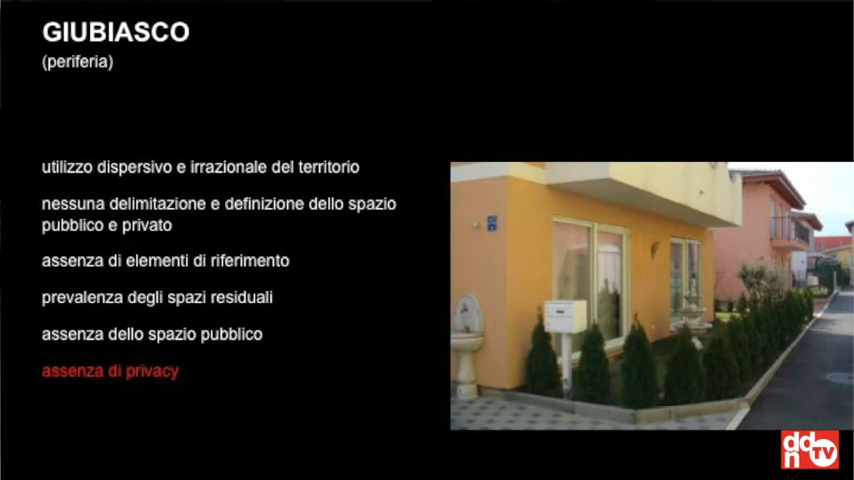 GIUBIASCO
(periferia)
utilizzo dispersivo e irrazionale del territorio
nessuna delimitazione e definizione dello spazio
pubblico e privato
assenza di elementi di riferimento
prevalenza degli spazi residuali
assenza dello spazio pubblico
assenza di privacy
ddn TV